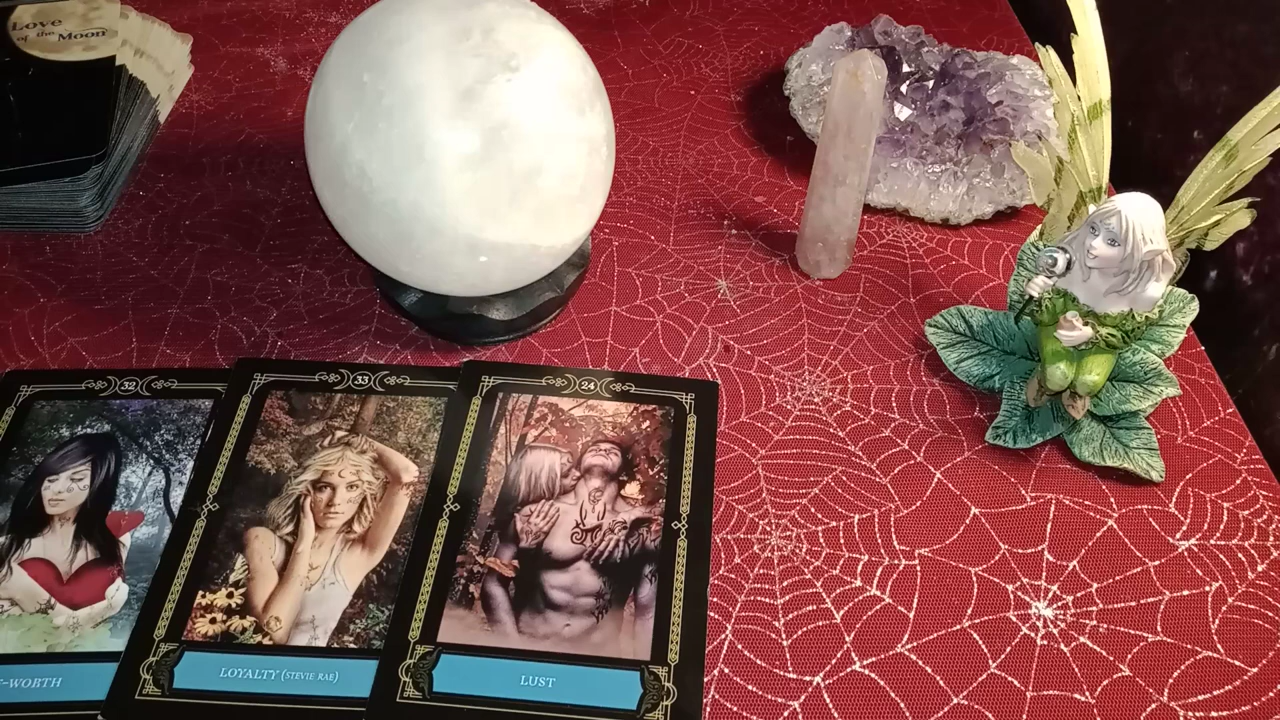 Love
of the Moon
32
33
24
-WORTH
LOYALTY (STEVIE RAE)
LUST